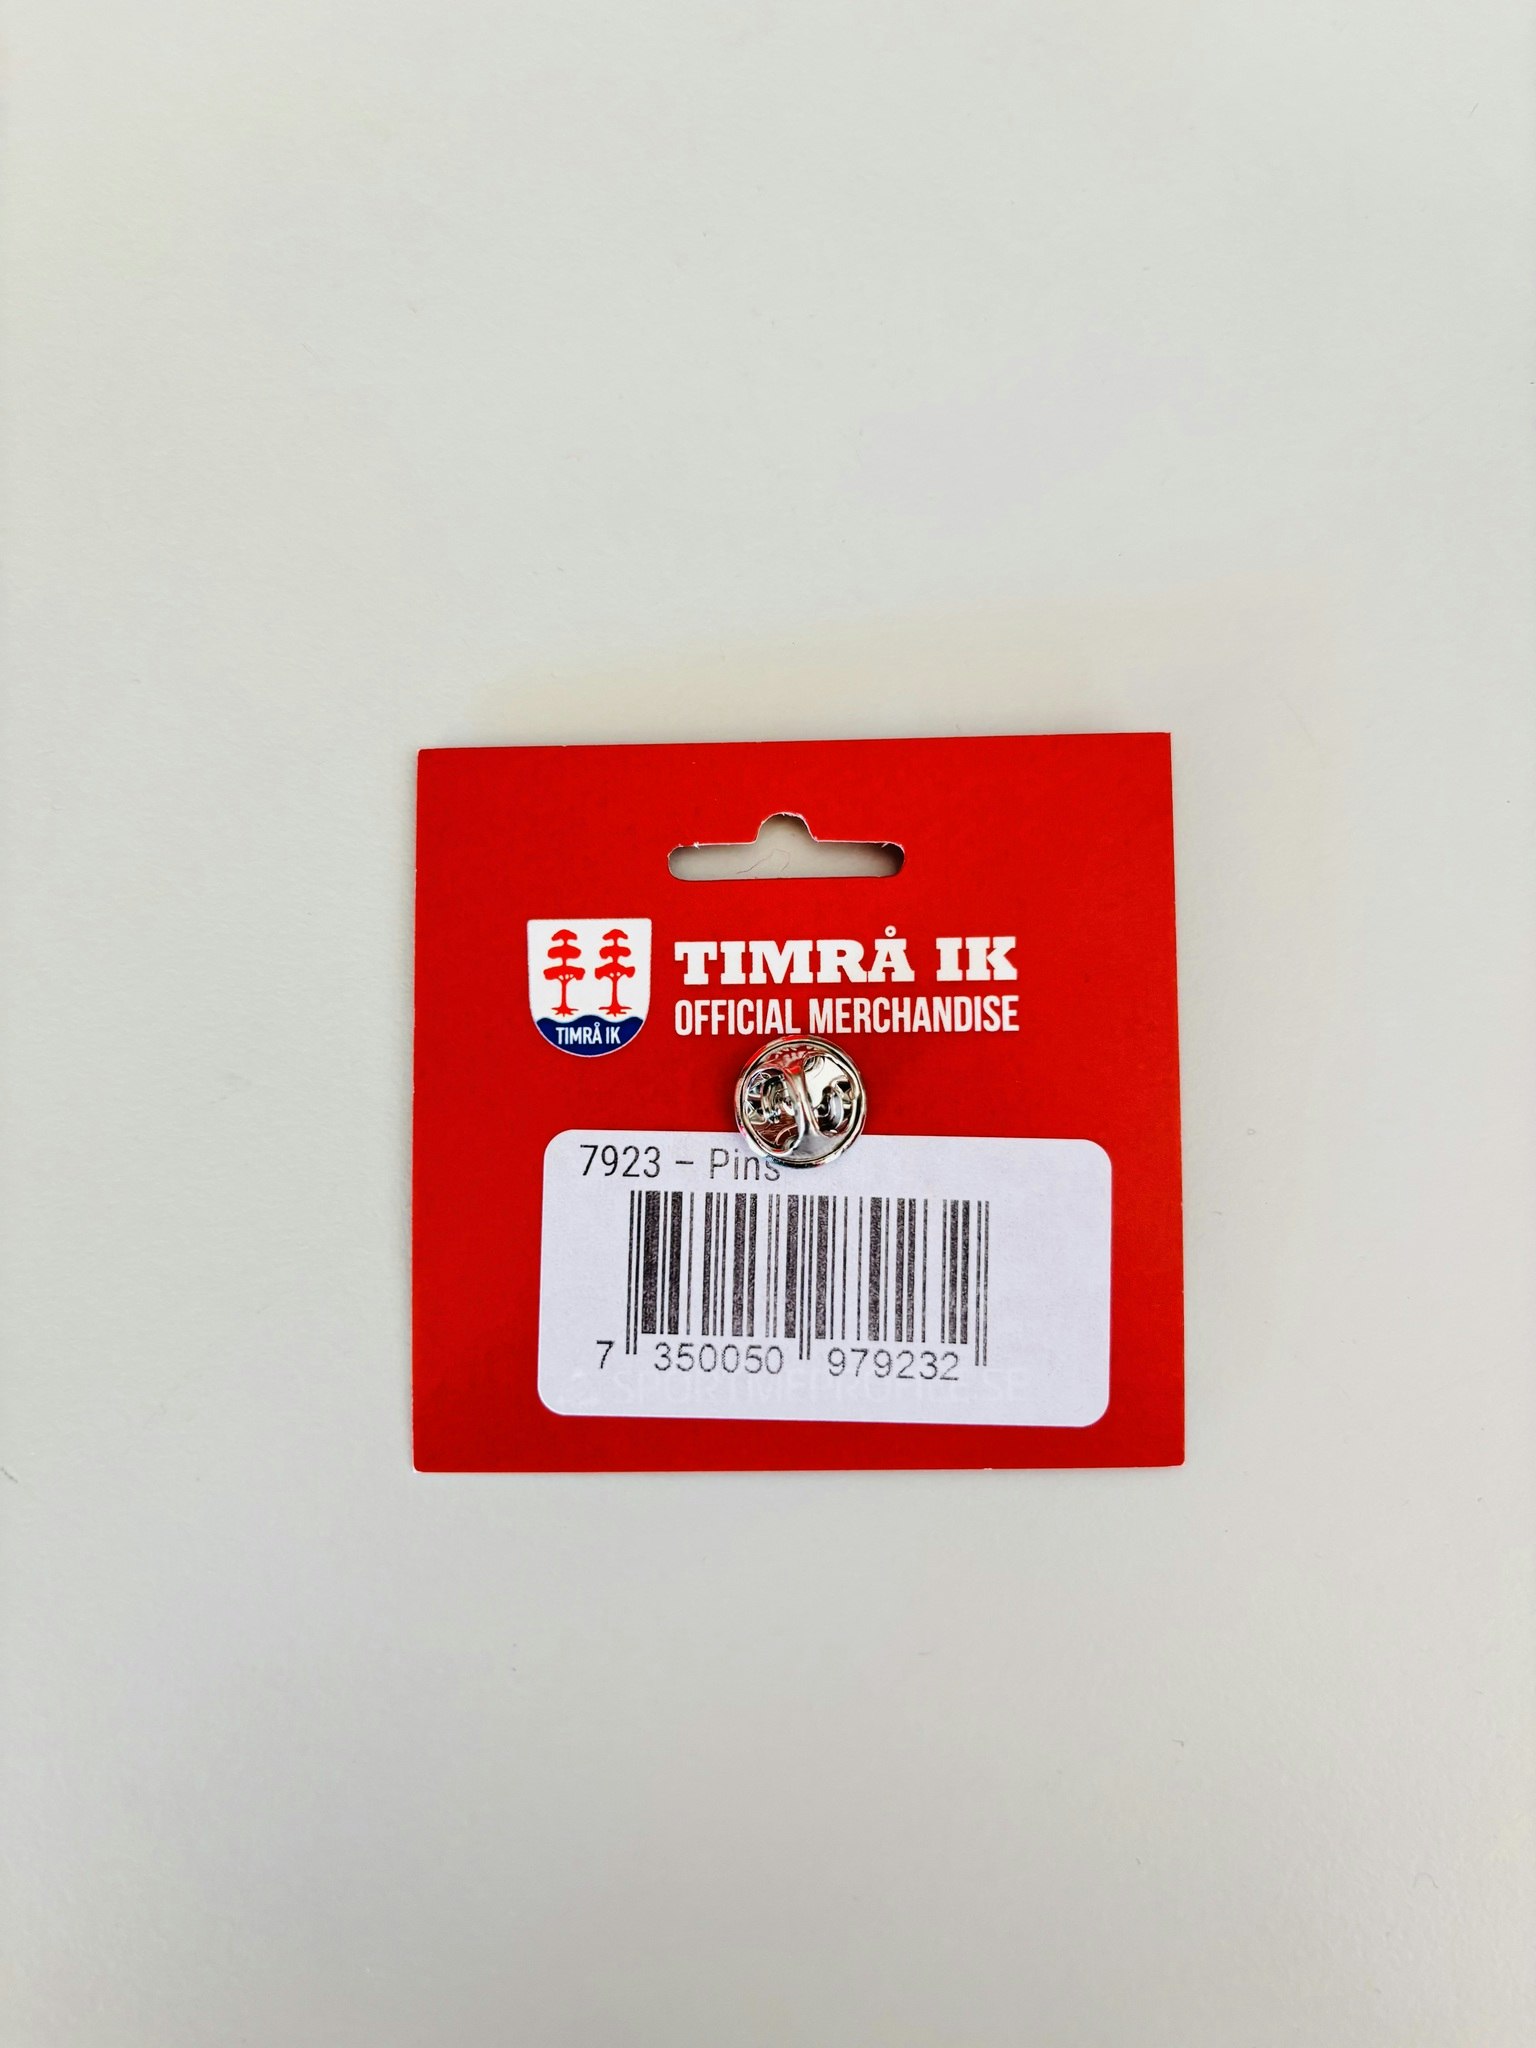 TIMRÅ IK
OFFICIAL MERCHANDISE
TIMRÅ IK
7923 – Pins
7 350050 979232